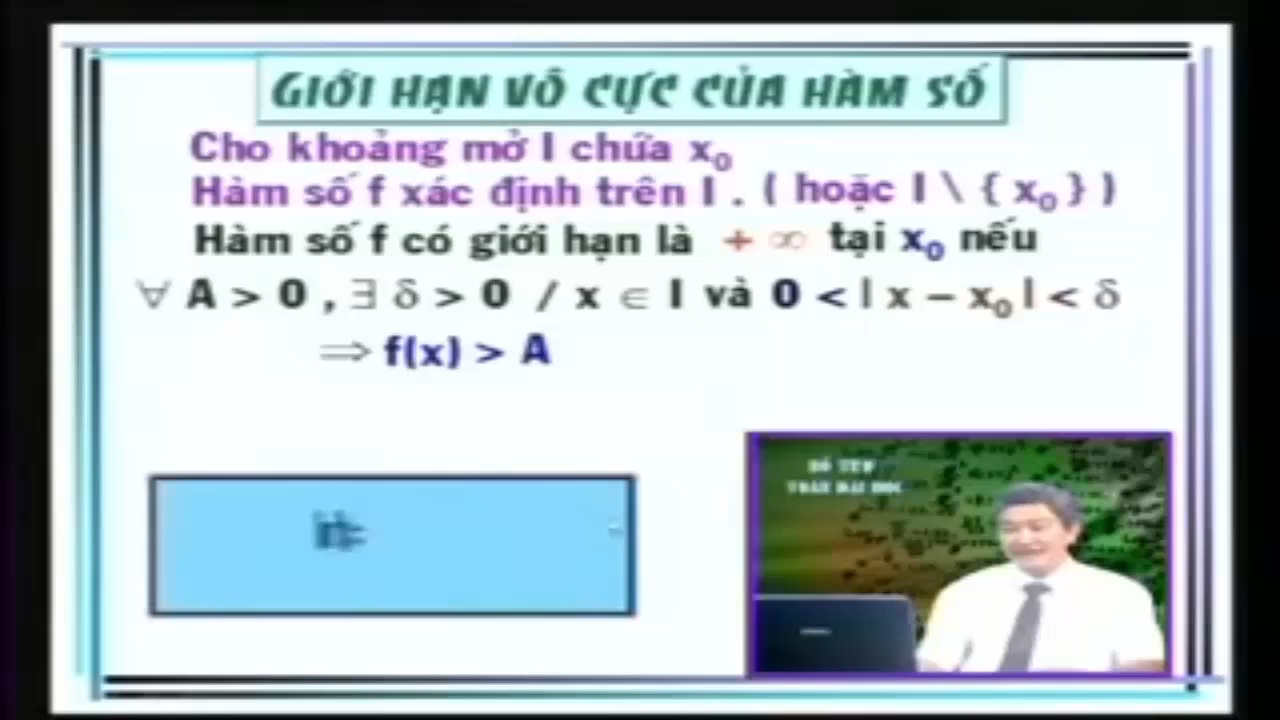 GIỚI HẠN VÔ CỰC CỦA HÀM SỐ
Cho khoảng mở I chứa x₀
Hàm số f xác định trên I . ( hoặc I \ { x₀ } )
Hàm số f có giới hạn là + ∞ tại x₀ nếu
∀ A > 0 , ∃ δ > 0 / x ∈ I và 0 < | x – x₀ | < δ
⇒ f(x) > A